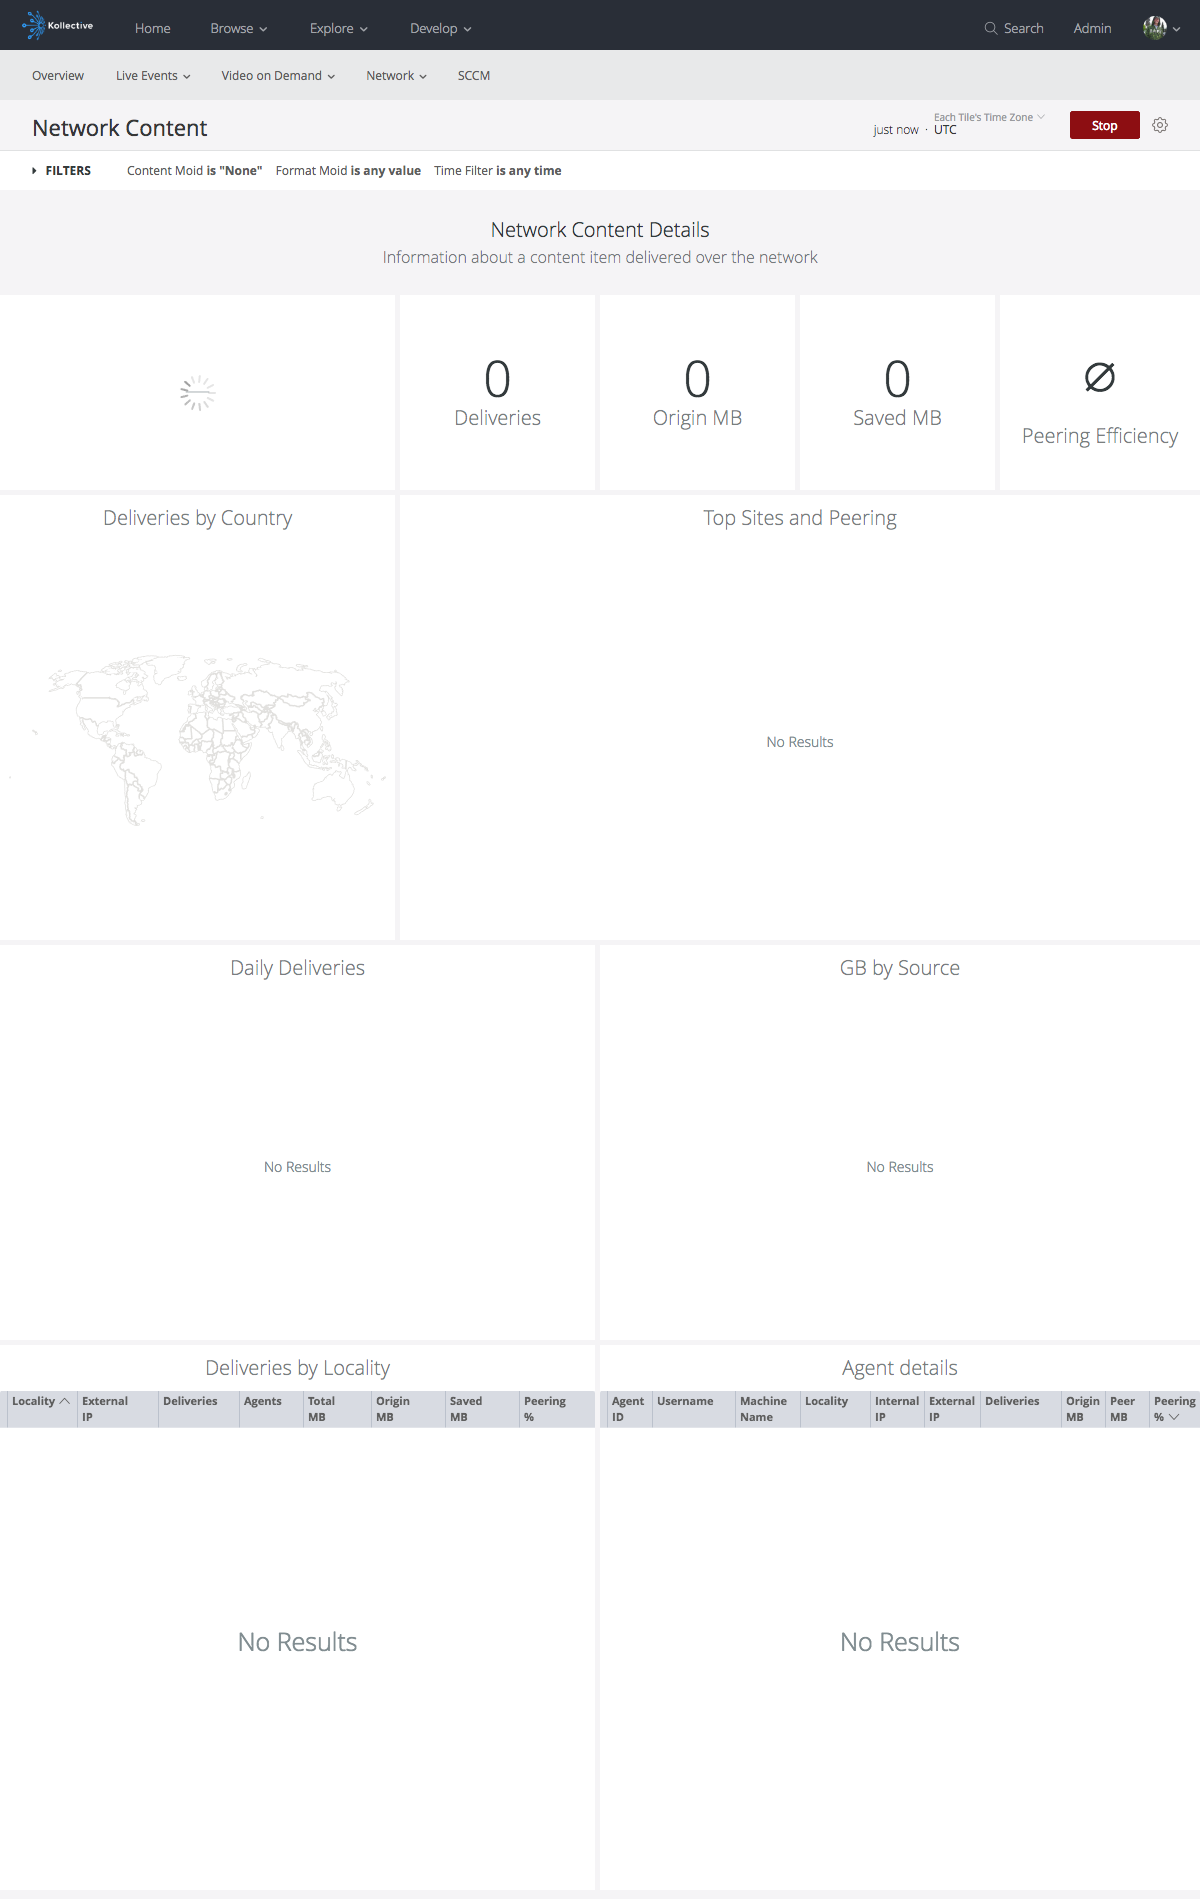 Kollective
Home
Browse
Explore
Develop
Search
Admin
Overview
Live Events
Video on Demand
Network
SCCM
Network Content
just now · Each Tile's Time Zone
UTC
Stop
FILTERS
Content Moid is "None" Format Moid is any value Time Filter is any time
Network Content Details
Information about a content item delivered over the network
0
Deliveries
0
Origin MB
0
Saved MB
Ø
Peering Efficiency
Deliveries by Country
Top Sites and Peering
No Results
Daily Deliveries
No Results
GB by Source
No Results
Deliveries by Locality
Locality
External
IP
Deliveries
Agents
Total
MB
Origin
MB
Saved
MB
Peering
%
No Results
Agent details
Agent
ID
Username
Machine
Name
Locality
Internal
IP
External
IP
Deliveries
Origin
MB
Peer
MB
Peering
%
No Results